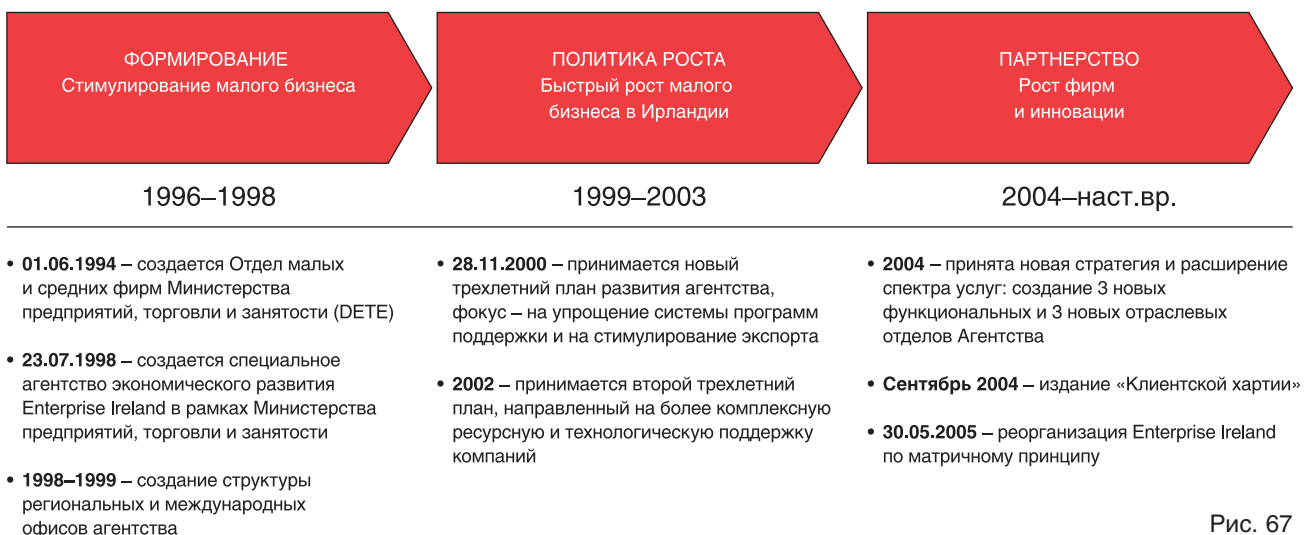 ФОРМИРОВАНИЕ
Стимулирование малого бизнеса
ПОЛИТИКА РОСТА
Быстрый рост малого
бизнеса в Ирландии
ПАРТНЕРСТВО
Рост фирм
и инновации
1996–1998
1999–2003
2004–наст.вр.
• 01.06.1994 – создается Отдел малых
и средних фирм Министерства
предприятий, торговли и занятости (DETE)
• 23.07.1998 – создается специальное
агентство экономического развития
Enterprise Ireland в рамках Министерства
предприятий, торговли и занятости
• 1998–1999 – создание структуры
региональных и международных
офисов агентства
• 28.11.2000 – принимается новый
трехлетний план развития агентства,
фокус – на упрощение системы программ
поддержки и на стимулирование экспорта
• 2002 – принимается второй трехлетний
план, направленный на более комплексную
ресурсную и технологическую поддержку
компаний
• 2004 – принята новая стратегия и расширение
спектра услуг: создание 3 новых
функциональных и 3 новых отраслевых
отделов Агентства
• Сентябрь 2004 – издание «Клиентской хартии»
• 30.05.2005 – реорганизация Enterprise Ireland
по матричному принципу
Рис. 67